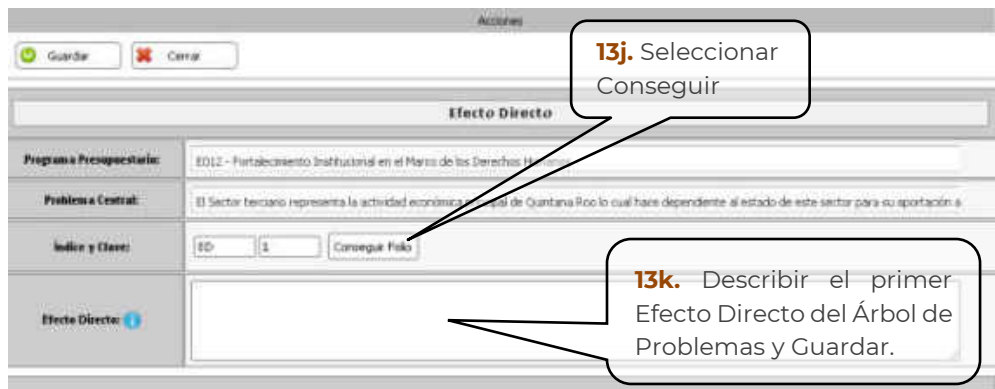 Acciones
Guardar
Cerrar
13j. Seleccionar
Conseguir
Efecto Directo
Programa Presupuestario:
E012 - Fortalecimiento Institucional en el Marco de los Derechos Humanos
Problema Central:
El Sector terciario representa la actividad económica principal de Quintana Roo lo cual hace dependiente al estado de este sector para su aportación a
Índice y Clave:
ED
1
Conseguir Folio
13k. Describir el primer
Efecto Directo del Árbol de
Problemas y Guardar.
Efecto Directo: